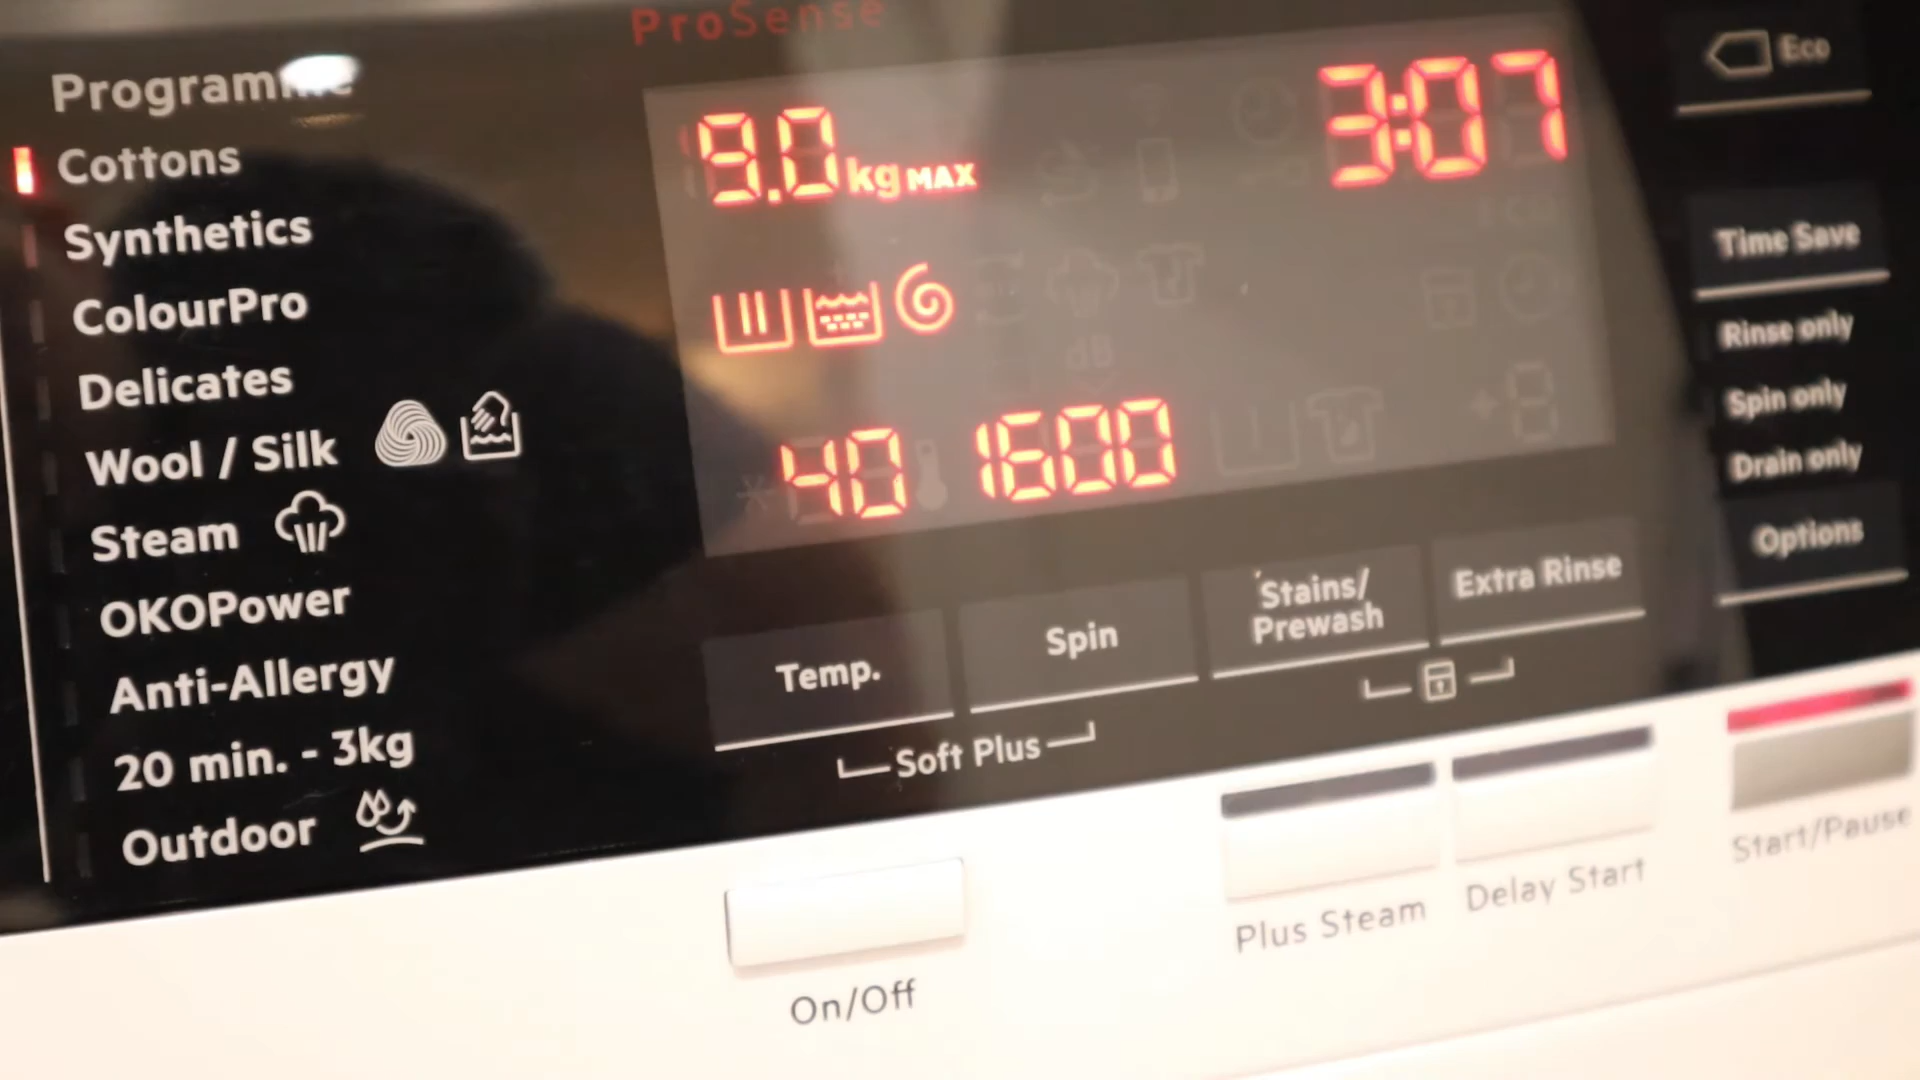 ProSense
Programme
Cottons
Synthetics
ColourPro
Delicates
Wool / Silk
Steam
OKOPower
Anti-Allergy
20 min. - 3kg
Outdoor
9.0 kg MAX
3:07
40 1600
dB
Temp.
Spin
Stains/
Prewash
Extra Rinse
Soft Plus
Eco
Time Save
Rinse only
Spin only
Drain only
Options
On/Off
Plus Steam
Delay Start
Start/Pause